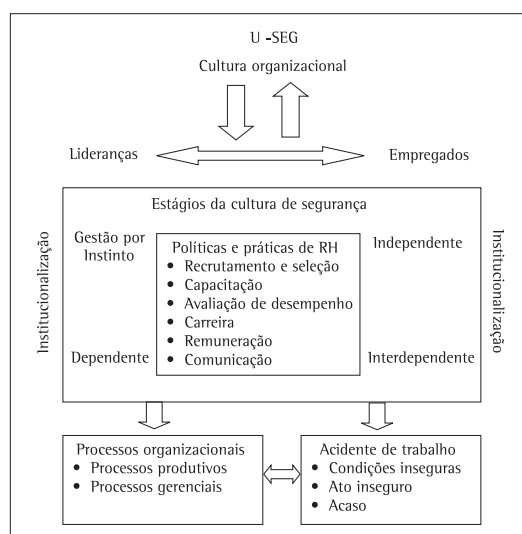 U -SEG
Cultura organizacional
Lideranças
Empregados
Estágios da cultura de segurança
Institucionalização
Gestão por
Instinto
Políticas e práticas de RH
• Recrutamento e seleção
• Capacitação
• Avaliação de desempenho
• Carreira
• Remuneração
• Comunicação
Independente
Institucionalização
Dependente
Interdependente
Processos organizacionais
• Processos produtivos
• Processos gerenciais
Acidente de trabalho
• Condições inseguras
• Ato inseguro
• Acaso